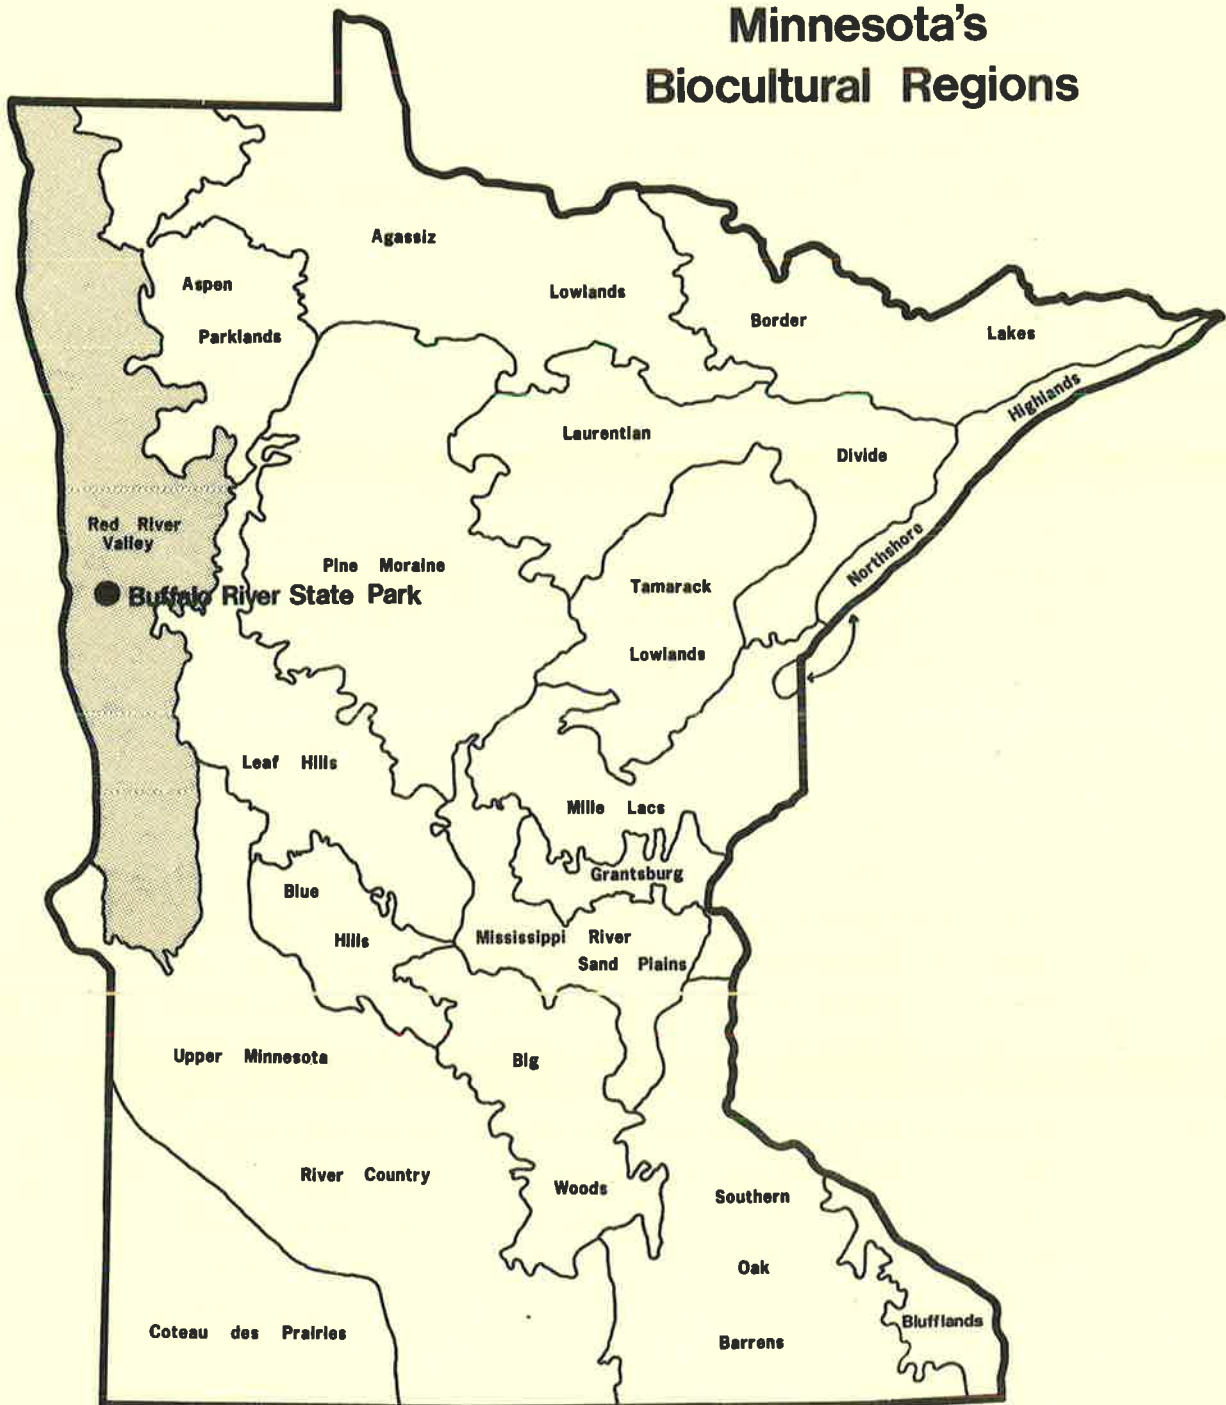 Minnesota's
Biocultural Regions
Agassiz
Lowlands
Aspen
Parklands
Border
Lakes
Highlands
Laurentian
Divide
Northshore
Red River
Valley
Pine Moraine
Buffalo River State Park
Tamarack
Lowlands
Leaf Hills
Mille Lacs
Grantsburg
Blue
Hills
Mississippi River
Sand Plains
Upper Minnesota
Big
River Country
Woods
Southern
Oak
Barrens
Coteau des Prairies
Blufflands